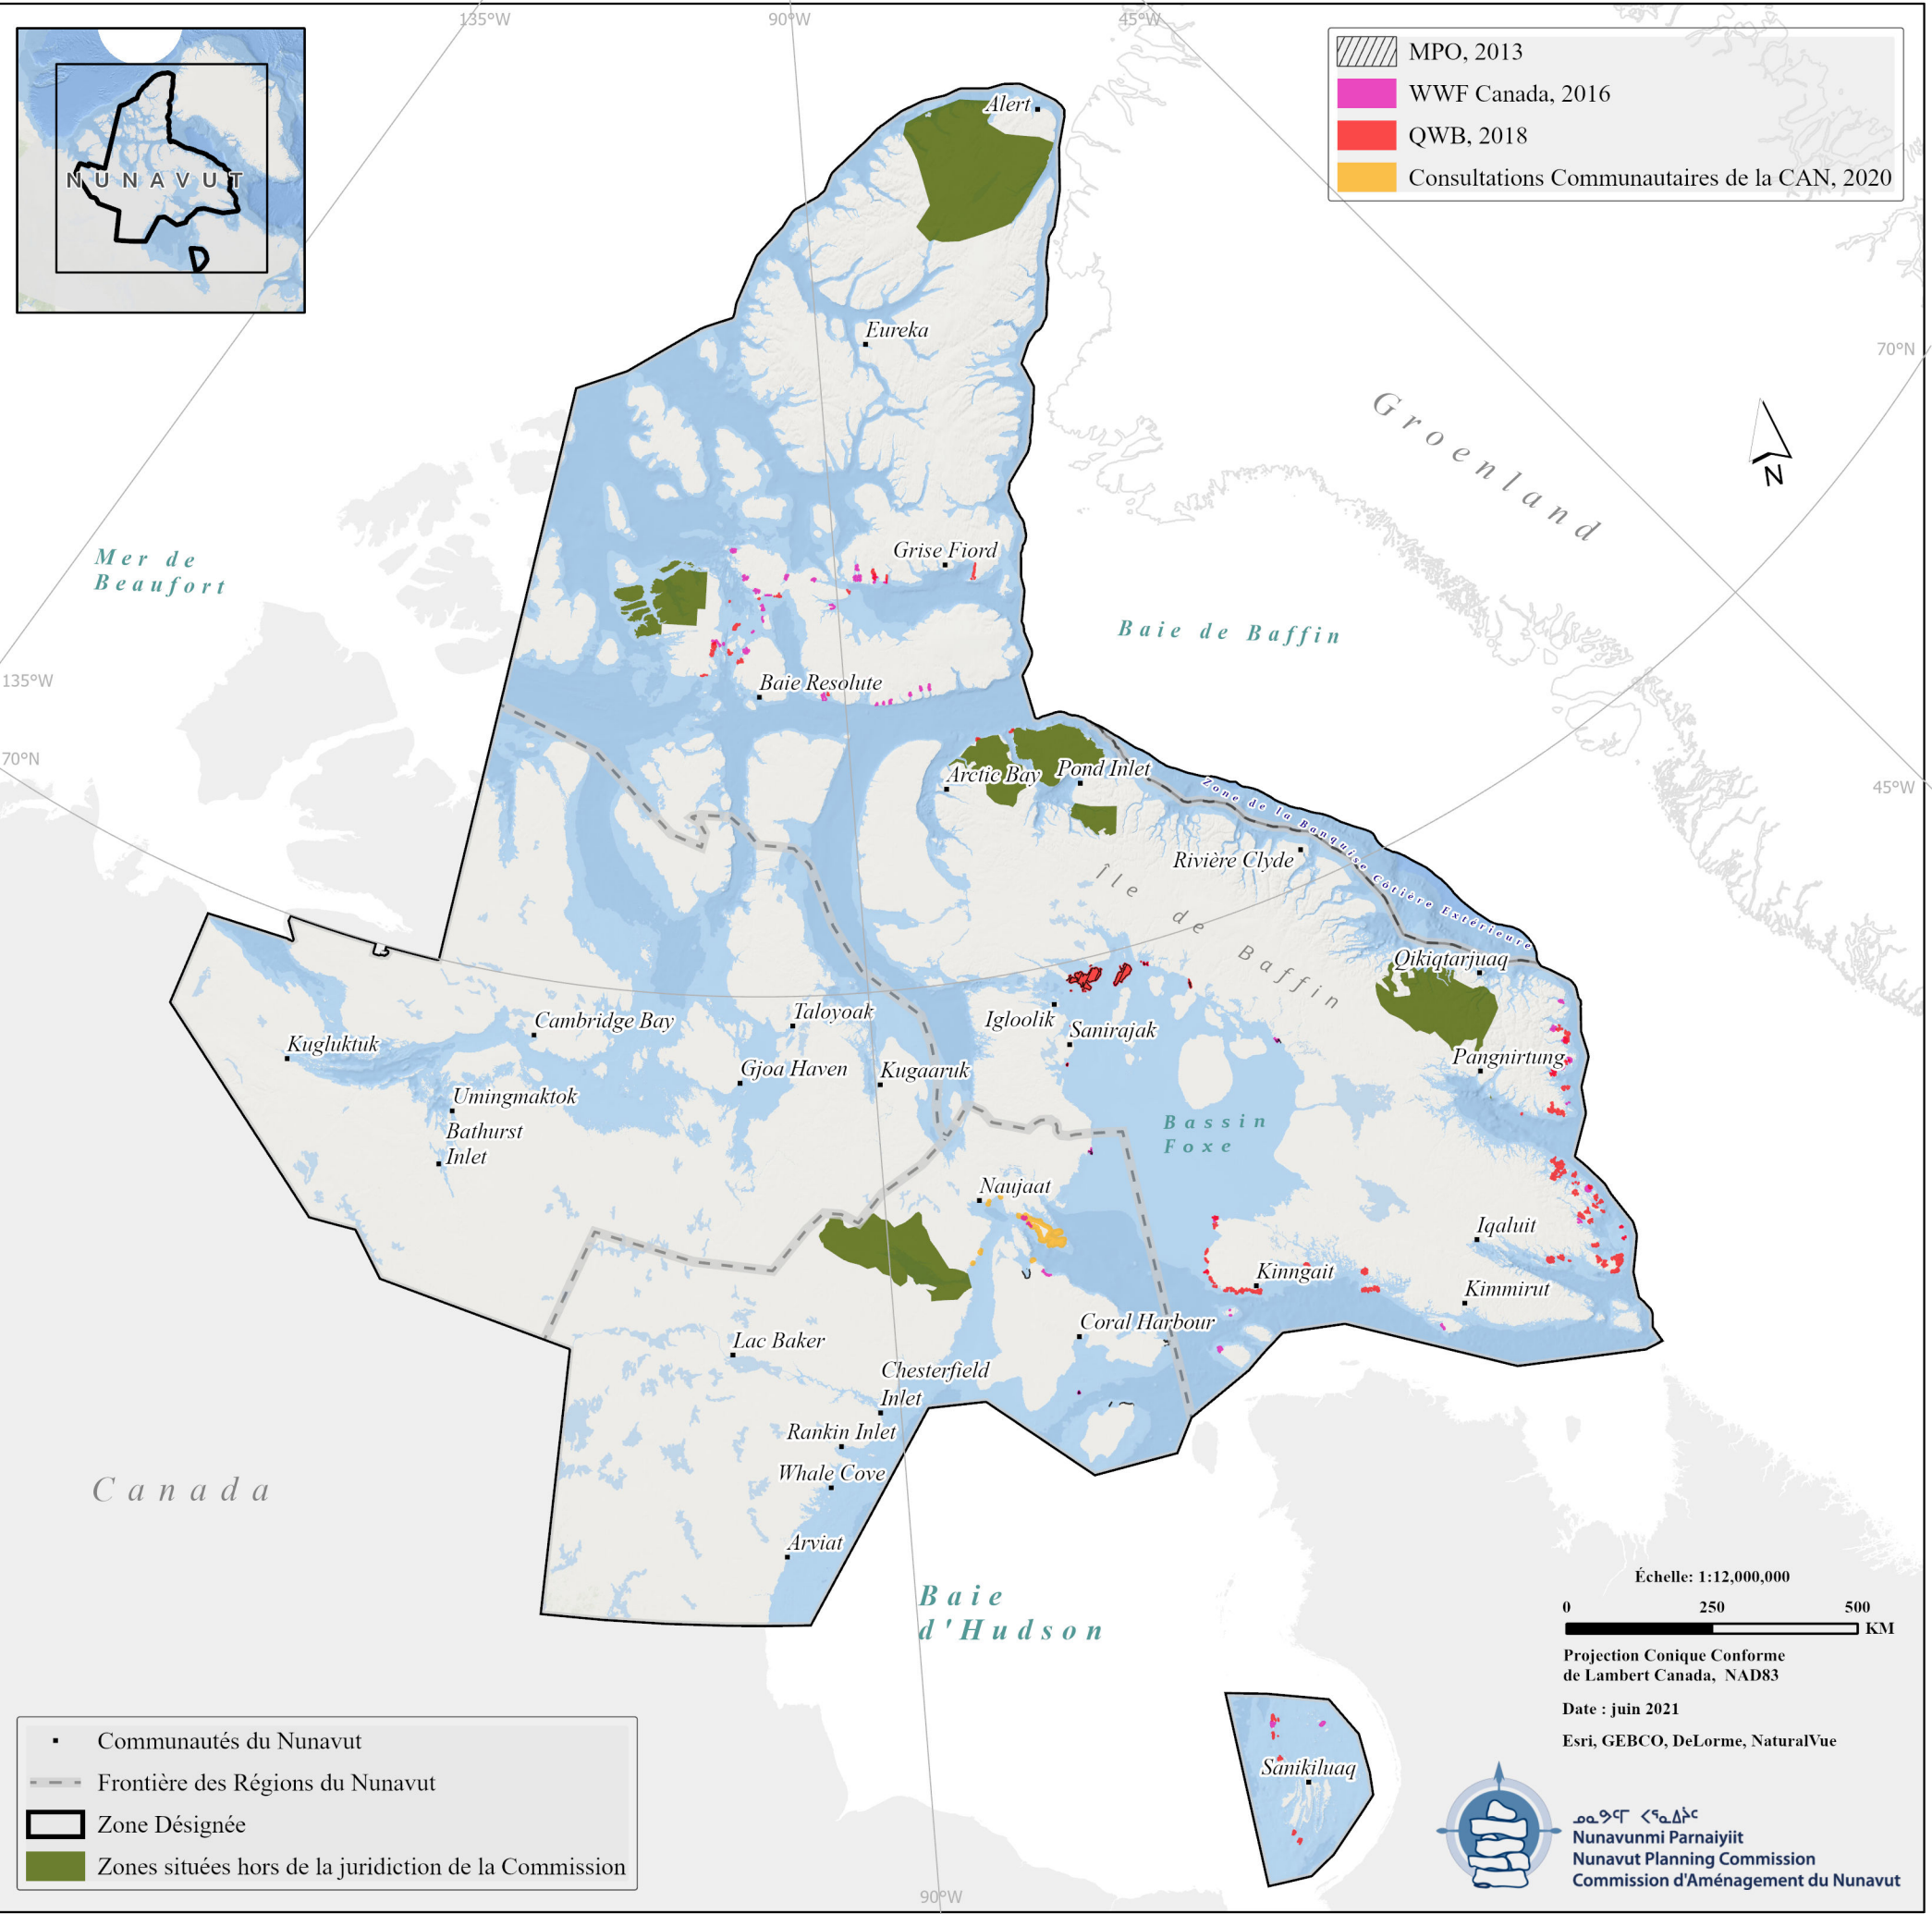 135°W
90°W
45°W
NUNAVUT
MPO, 2013
WWF Canada, 2016
QWB, 2018
Consultations Communautaires de la CAN, 2020
Alert
Eureka
70°N
Groenland
N
Mer de
Beaufort
Grise Fiord
Baie de Baffin
135°W
Baie Resolute
70°N
Arctic Bay
Pond Inlet
45°W
Zone de la Banquise Côtière Extérieure
Rivière Clyde
Île de Baffin
Qikiqtarjuaq
Igloolik
Sanirajak
Taloyoak
Cambridge Bay
Kugluktuk
Gjoa Haven
Kugaaruk
Pangnirtung
Umingmaktok
Bathurst
Inlet
Bassin
Foxe
Naujaat
Iqaluit
Kinngait
Kimmirut
Coral Harbour
Lac Baker
Chesterfield
Inlet
Rankin Inlet
Whale Cove
Canada
Arviat
Baie
d'Hudson
Échelle: 1:12,000,000
0 250 500
KM
Projection Conique Conforme
de Lambert Canada, NAD83
Date : juin 2021
Esri, GEBCO, DeLorme, NaturalVue
Sanikiluaq
Communautés du Nunavut
Frontière des Régions du Nunavut
Zone Désignée
Zones situées hors de la juridiction de la Commission
90°W
ᓄᓇᕗᒻᒥ ᐸᕐᓇᐃᔨᑦ
Nunavunmi Parnaiyiit
Nunavut Planning Commission
Commission d'Aménagement du Nunavut